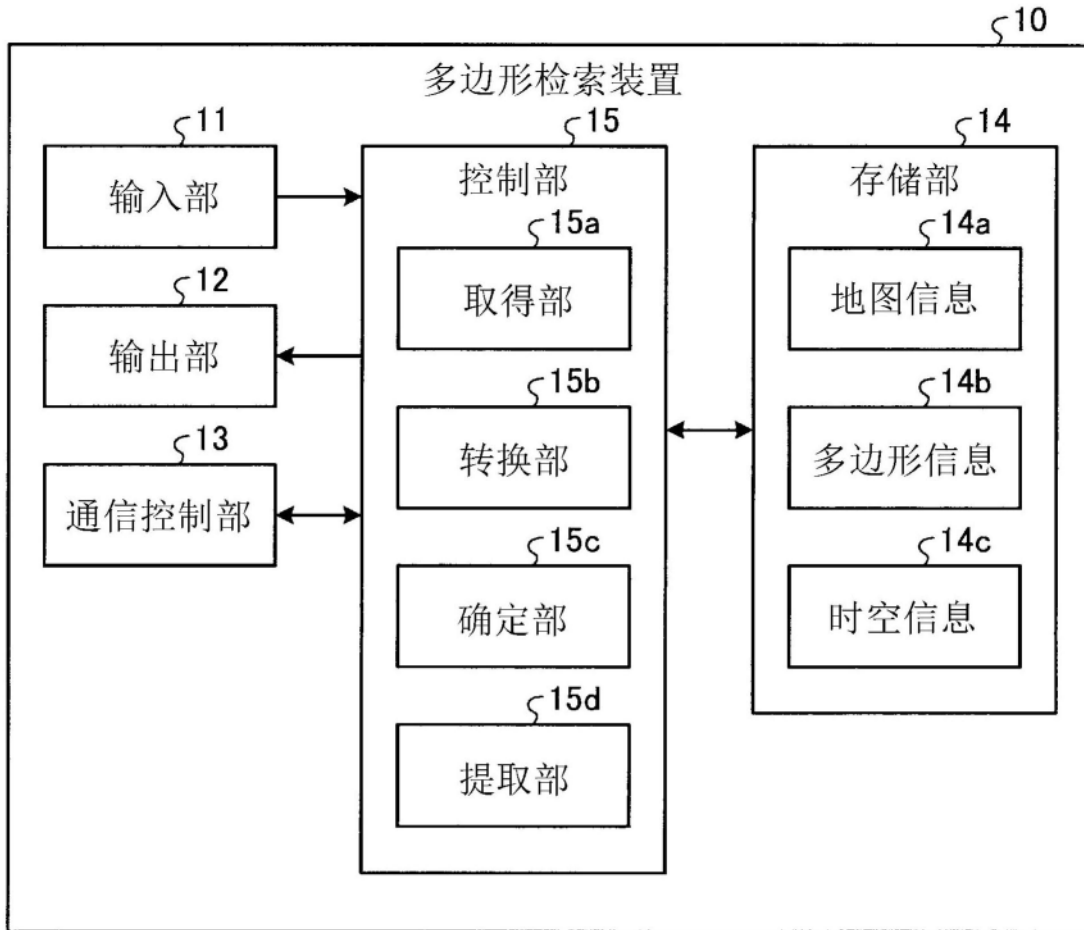 10
多边形检索装置
11
输入部
12
输出部
13
通信控制部
15
控制部
15a
取得部
15b
转换部
15c
确定部
15d
提取部
14
存储部
14a
地图信息
14b
多边形信息
14c
时空信息